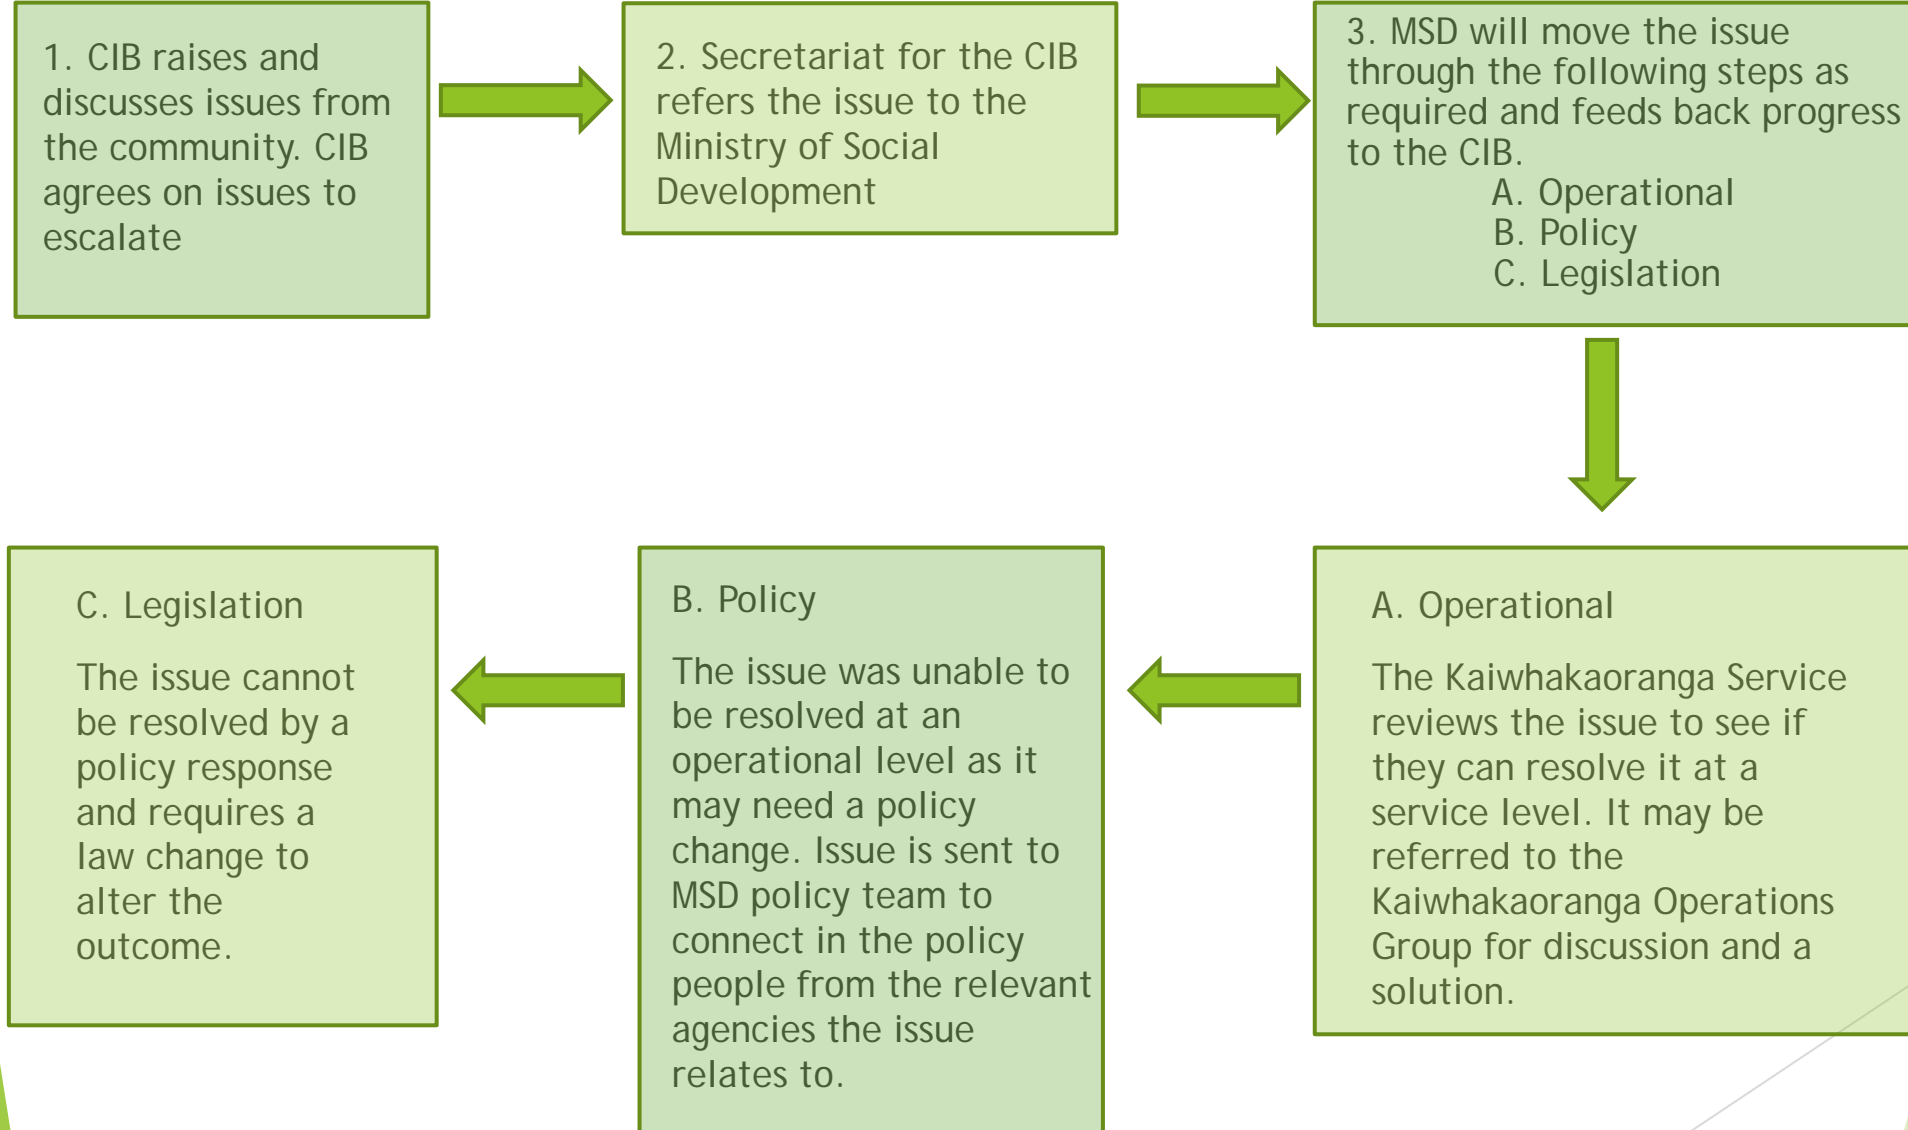 1. CIB raises and
discusses issues from
the community. CIB
agrees on issues to
escalate
2. Secretariat for the CIB
refers the issue to the
Ministry of Social
Development
3. MSD will move the issue
through the following steps as
required and feeds back progress
to the CIB.
A. Operational
B. Policy
C. Legislation
A. Operational
The Kaiwhakaoranga Service
reviews the issue to see if
they can resolve it at a
service level. It may be
referred to the
Kaiwhakaoranga Operations
Group for discussion and a
solution.
B. Policy
The issue was unable to
be resolved at an
operational level as it
may need a policy
change. Issue is sent to
MSD policy team to
connect in the policy
people from the relevant
agencies the issue
relates to.
C. Legislation
The issue cannot
be resolved by a
policy response
and requires a
law change to
alter the
outcome.